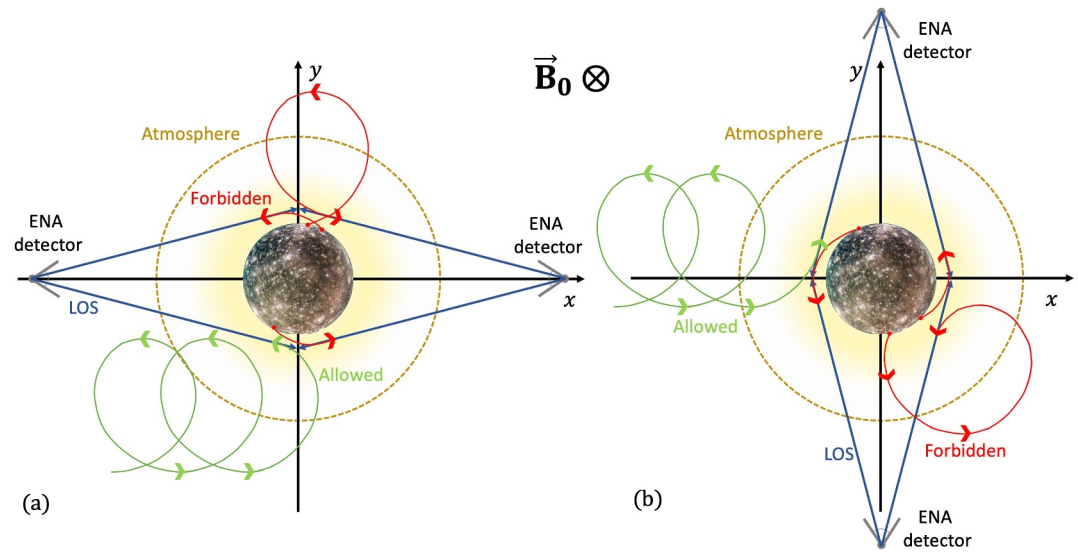 (a)
y
Atmosphere
Forbidden
ENA
detector
ENA
detector
x
LOS
Allowed
B₀ ⊗
ENA
detector
y
Atmosphere
Allowed
x
LOS
Forbidden
(b)
ENA
detector